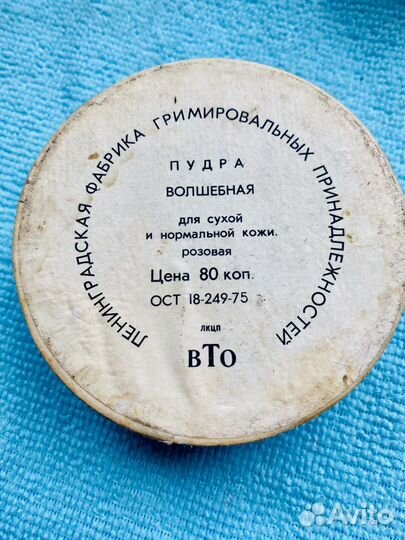 ЛЕНИНГРАДСКАЯ ФАБРИКА ГРИМИРОВАЛЬНЫХ ПРИНАДЛЕЖНОСТЕЙ
ПУДРА
ВОЛШЕБНАЯ
для сухой
и нормальной кожи.
розовая
Цена 80 коп.
ОСТ 18-249-75
ЛКЦП
вТо
Avito